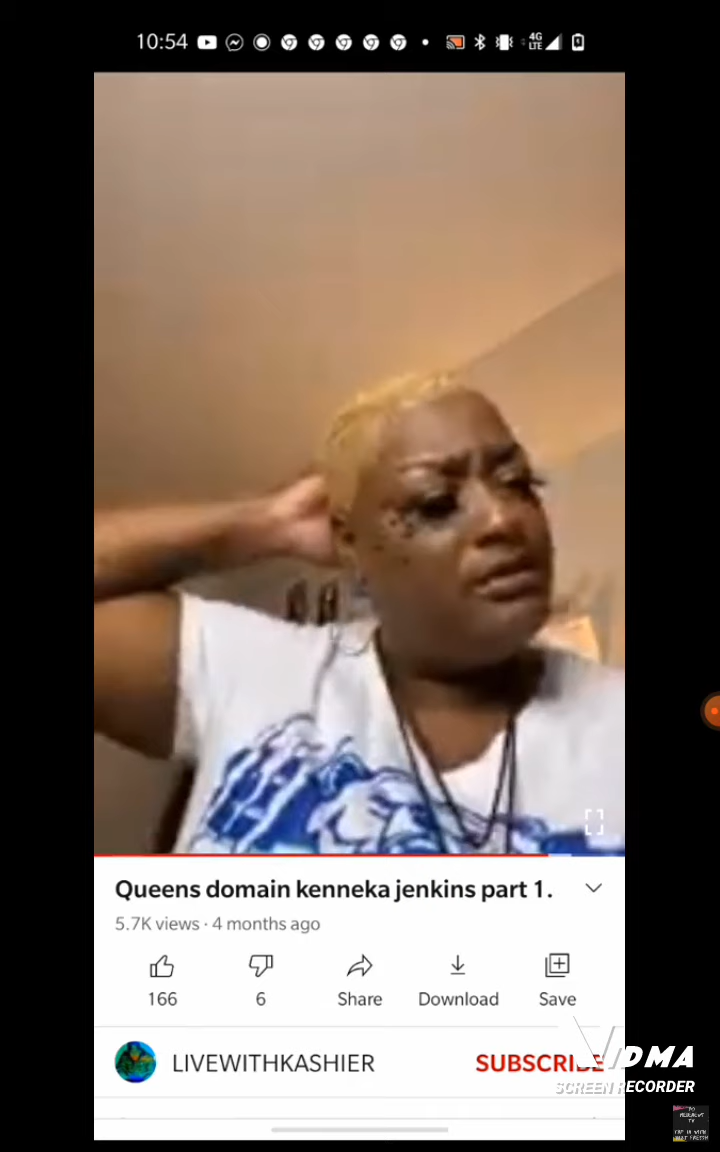 10:54
4G
LTE
Queens domain kenneka jenkins part 1.
5.7K views · 4 months ago
166
6
Share
Download
Save
LIVEWITHKASHIER
SUBSCRIBE
VDMA
SCREEN RECORDER